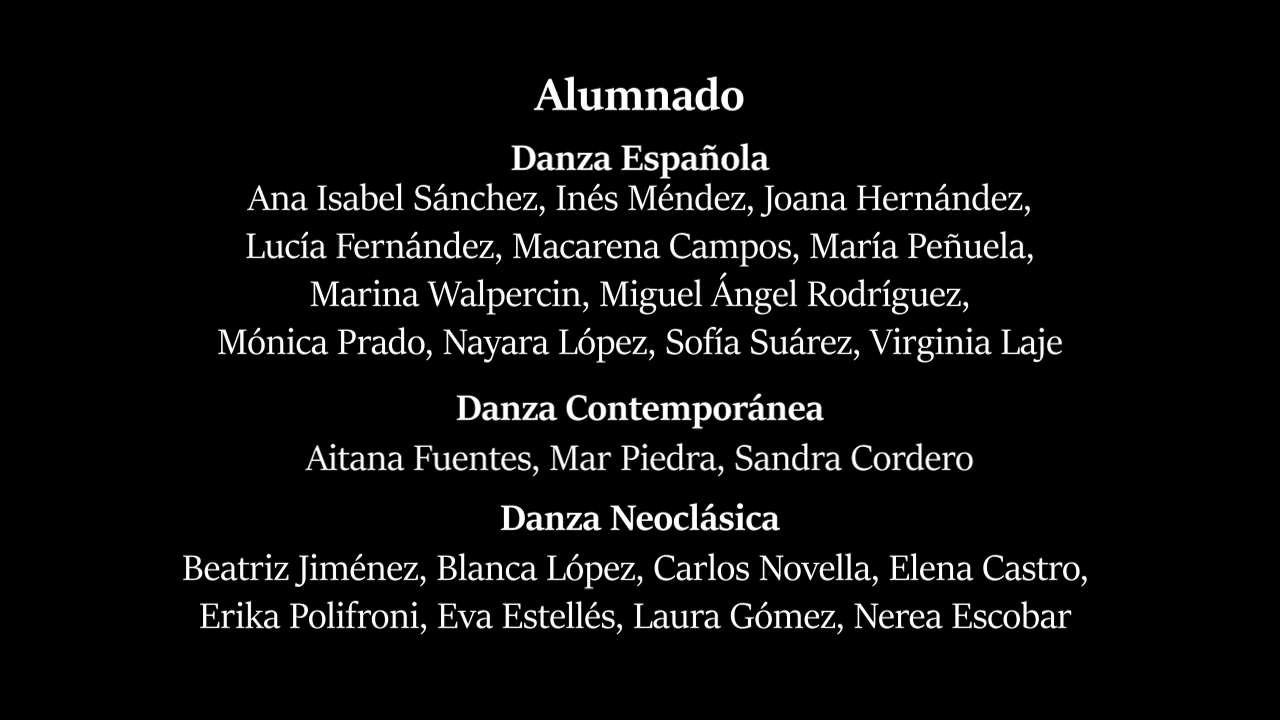 Alumnado
Danza Española
Ana Isabel Sánchez, Inés Méndez, Joana Hernández,
Lucía Fernández, Macarena Campos, María Peñuela,
Marina Walpercin, Miguel Ángel Rodríguez,
Mónica Prado, Nayara López, Sofía Suárez, Virginia Laje
Danza Contemporánea
Aitana Fuentes, Mar Piedra, Sandra Cordero
Danza Neoclásica
Beatriz Jiménez, Blanca López, Carlos Novella, Elena Castro,
Erika Polifroni, Eva Estellés, Laura Gómez, Nerea Escobar